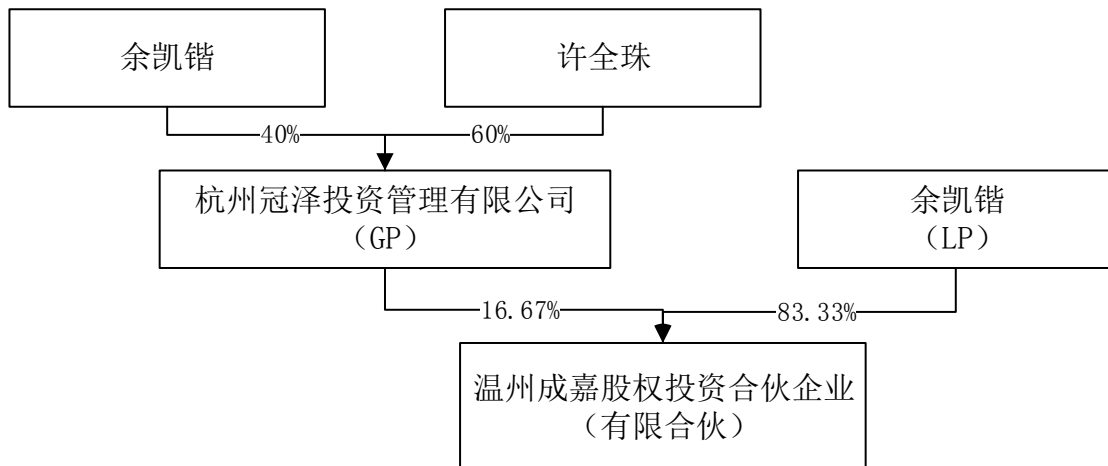 余凯锴
许全珠
40%
60%
杭州冠泽投资管理有限公司
（GP）
余凯锴
（LP）
16.67%
83.33%
温州成嘉股权投资合伙企业
（有限合伙）